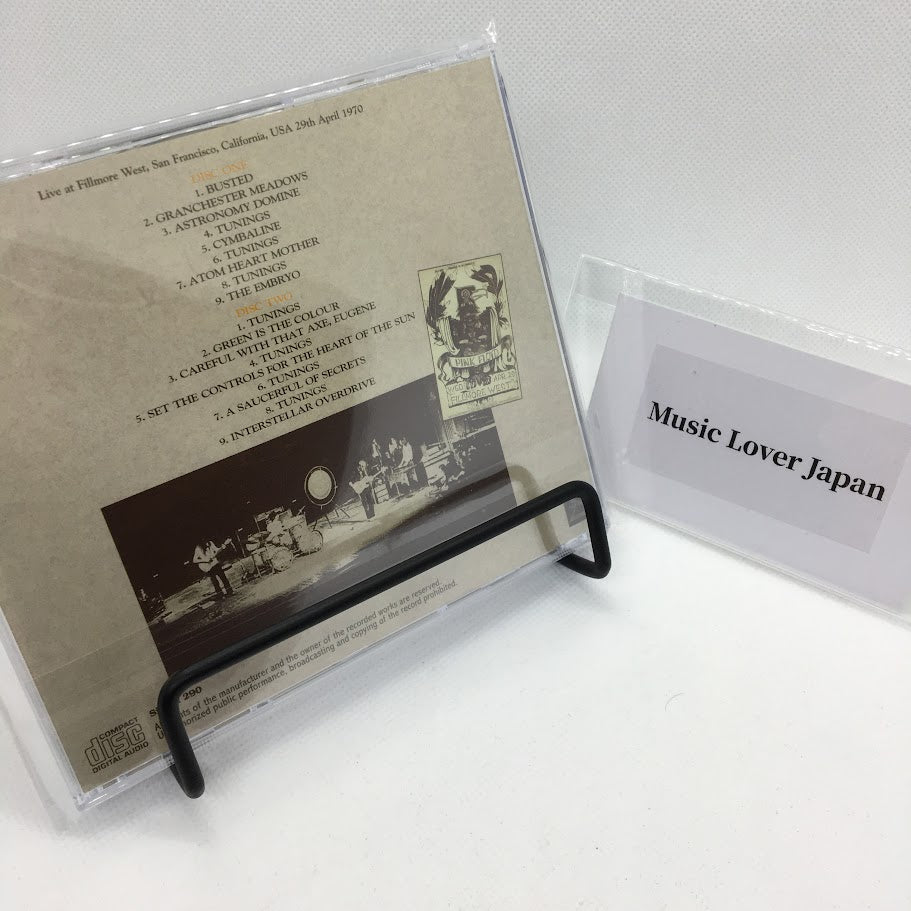 Live at Fillmore West, San Francisco, California, USA 29th April 1970
DISC ONE
1. BUSTED
2. GRANCHESTER MEADOWS
3. ASTRONOMY DOMINE
4. TUNINGS
5. CYMBALINE
6. TUNINGS
7. ATOM HEART MOTHER
8. TUNINGS
9. THE EMBRYO
DISC TWO
1. TUNINGS
2. GREEN IS THE COLOUR
3. CAREFUL WITH THAT AXE, EUGENE
4. TUNINGS
5. SET THE CONTROLS FOR THE HEART OF THE SUN
6. TUNINGS
7. A SAUCERFUL OF SECRETS
8. TUNINGS
9. INTERSTELLAR OVERDRIVE
PINK FLOYD
FILLMORE WEST
290
of the manufacturer and the owner of the recorded works are reserved.
public performance, broadcasting and copying of the record prohibited.
COMPACT
disc
DIGITAL AUDIO
Music Lover Japan